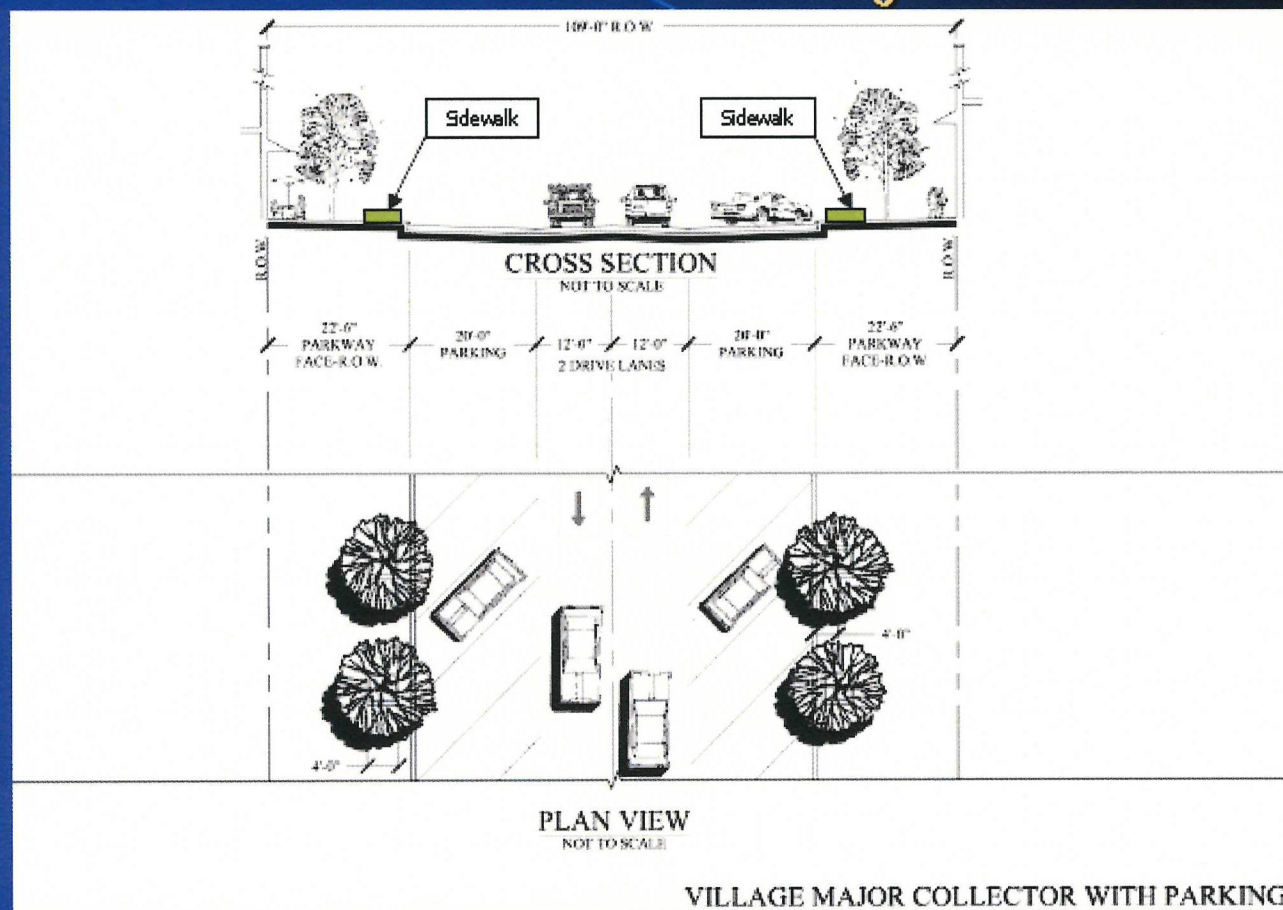 109'-0" R.O.W
Sidewalk
Sidewalk
R.O.W.
R.O.W
CROSS SECTION
NOT TO SCALE
22'-6"
PARKWAY
FACE-R.O.W.
20'-0"
PARKING
12'-0"
12'-0"
2 DRIVE LANES
20'-0"
PARKING
22'-6"
PARKWAY
FACE-R.O.W
4'-0"
4'-0"
PLAN VIEW
NOT TO SCALE
VILLAGE MAJOR COLLECTOR WITH PARKING